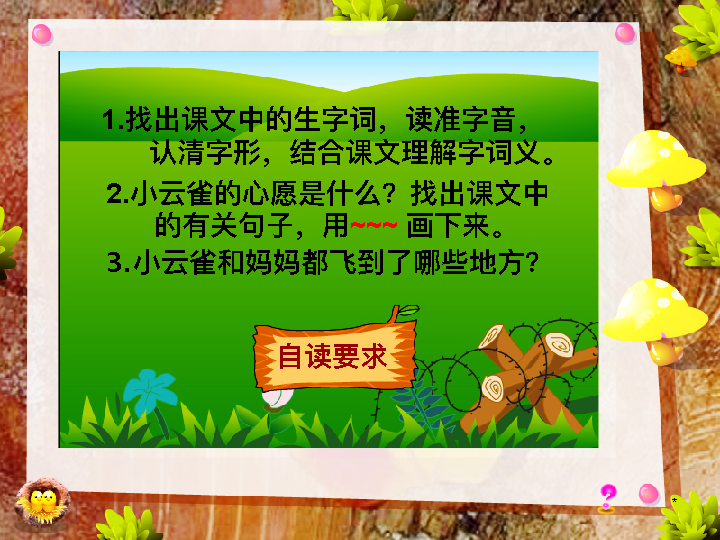 1.找出课文中的生字词，读准字音，
认清字形，结合课文理解字词义。
2.小云雀的心愿是什么？找出课文中
的有关句子，用~~~ 画下来。
3.小云雀和妈妈都飞到了哪些地方？
自读要求
?
*